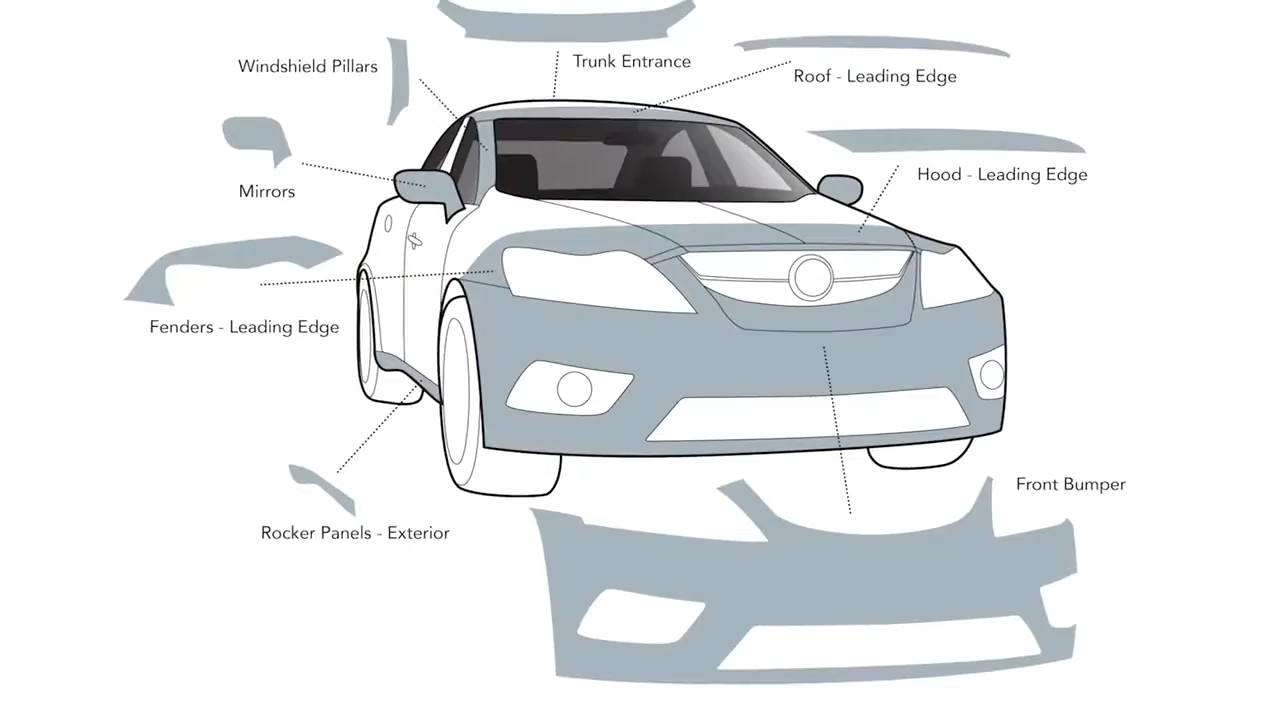 Windshield Pillars
Trunk Entrance
Roof - Leading Edge
Mirrors
Hood - Leading Edge
Fenders - Leading Edge
Rocker Panels - Exterior
Front Bumper